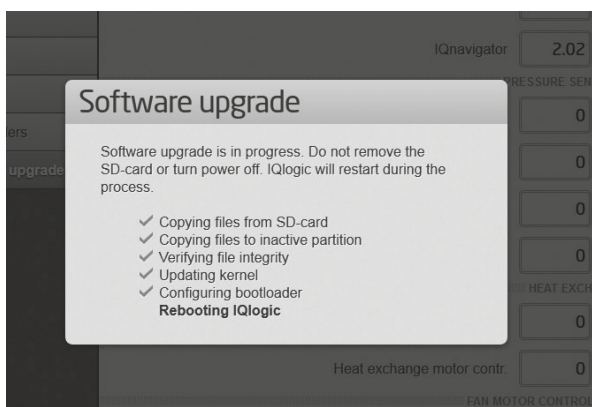 IQnavigator 2.02
PRESSURE SEN
Software upgrade
0
ers
Software upgrade is in progress. Do not remove the
0
upgrade
SD-card or turn power off. IQlogic will restart during the
process.
0
Copying files from SD-card
Copying files to inactive partition
Verifying file integrity
0
Updating kernel
Configuring bootloader
HEAT EXCH
Rebooting IQlogic
0
Heat exchange motor contr. 0
FAN MOTOR CONTROL